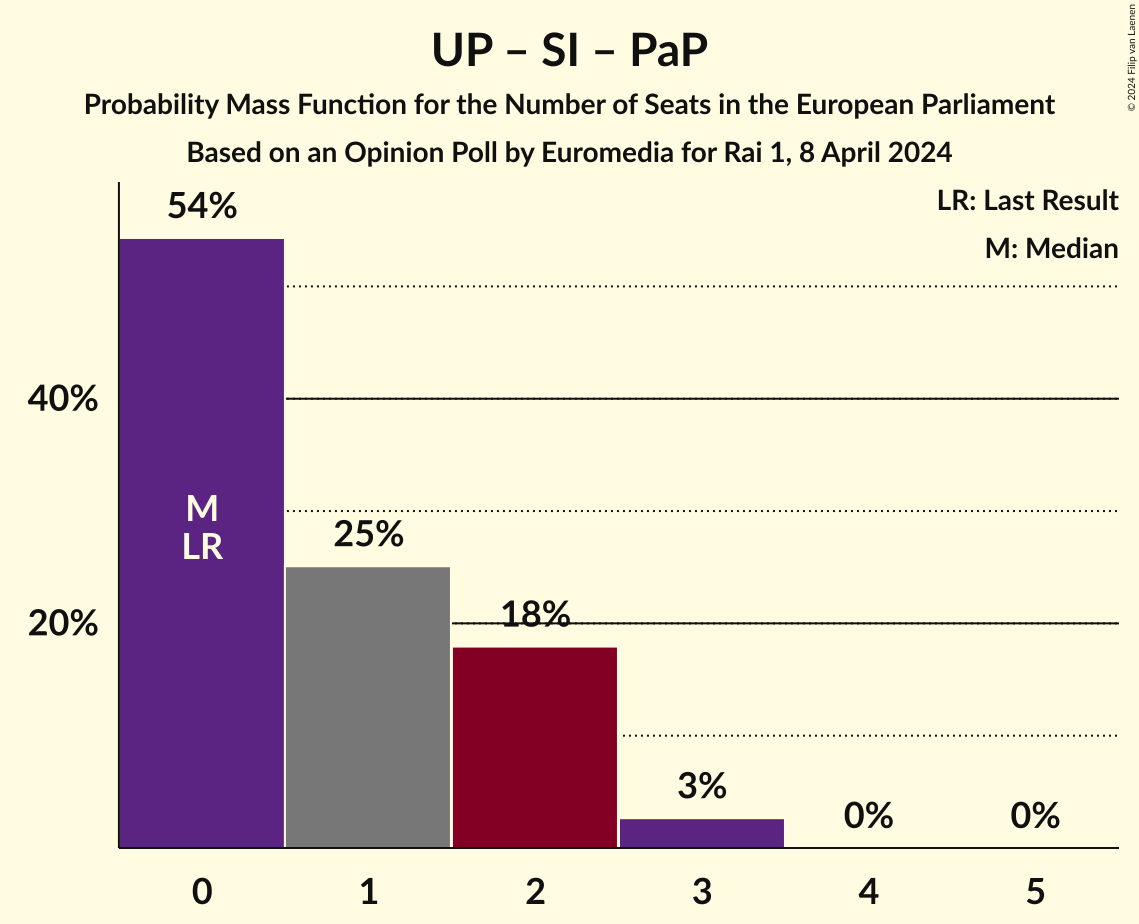 UP – SI – PaP
Probability Mass Function for the Number of Seats in the European Parliament
Based on an Opinion Poll by Euromedia for Rai 1, 8 April 2024
© 2024 Filip van Laenen
LR: Last Result
M: Median
54%
40%
M
LR
25%
20%
18%
3%
0%
0%
0
1
2
3
4
5